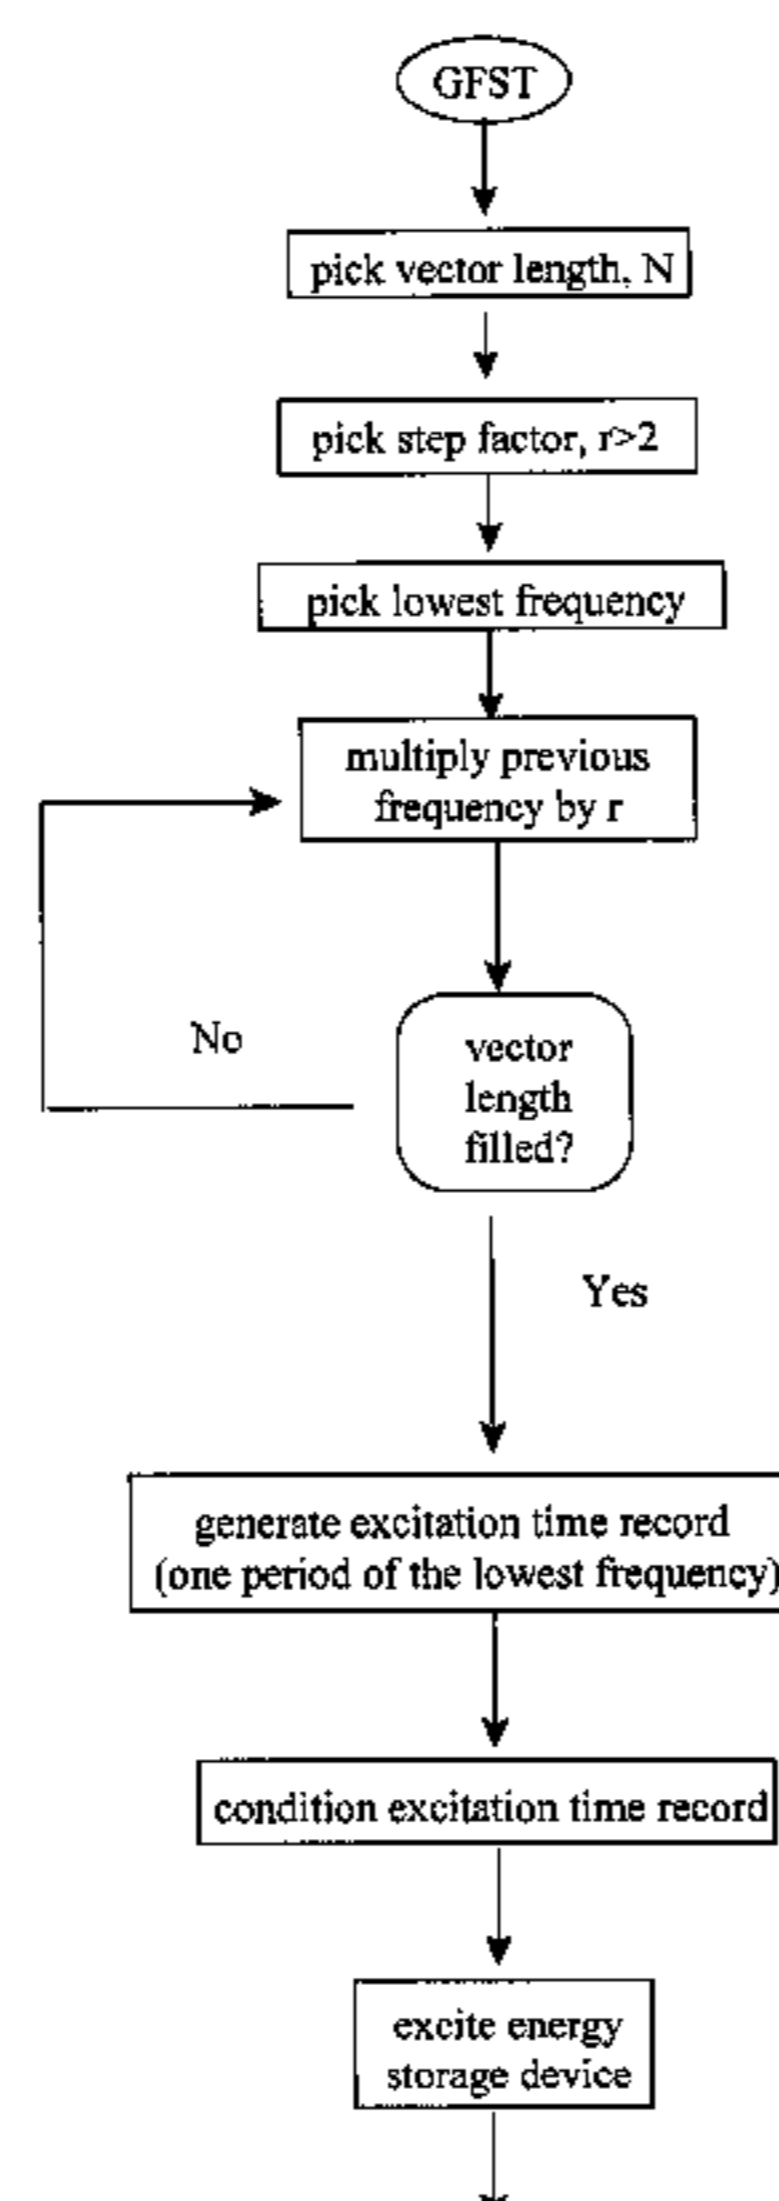 GFST
pick vector length, N
pick step factor, r>2
pick lowest frequency
multiply previous
frequency by r
No
vector
length
filled?
Yes
generate excitation time record
(one period of the lowest frequency)
condition excitation time record
excite energy
storage device